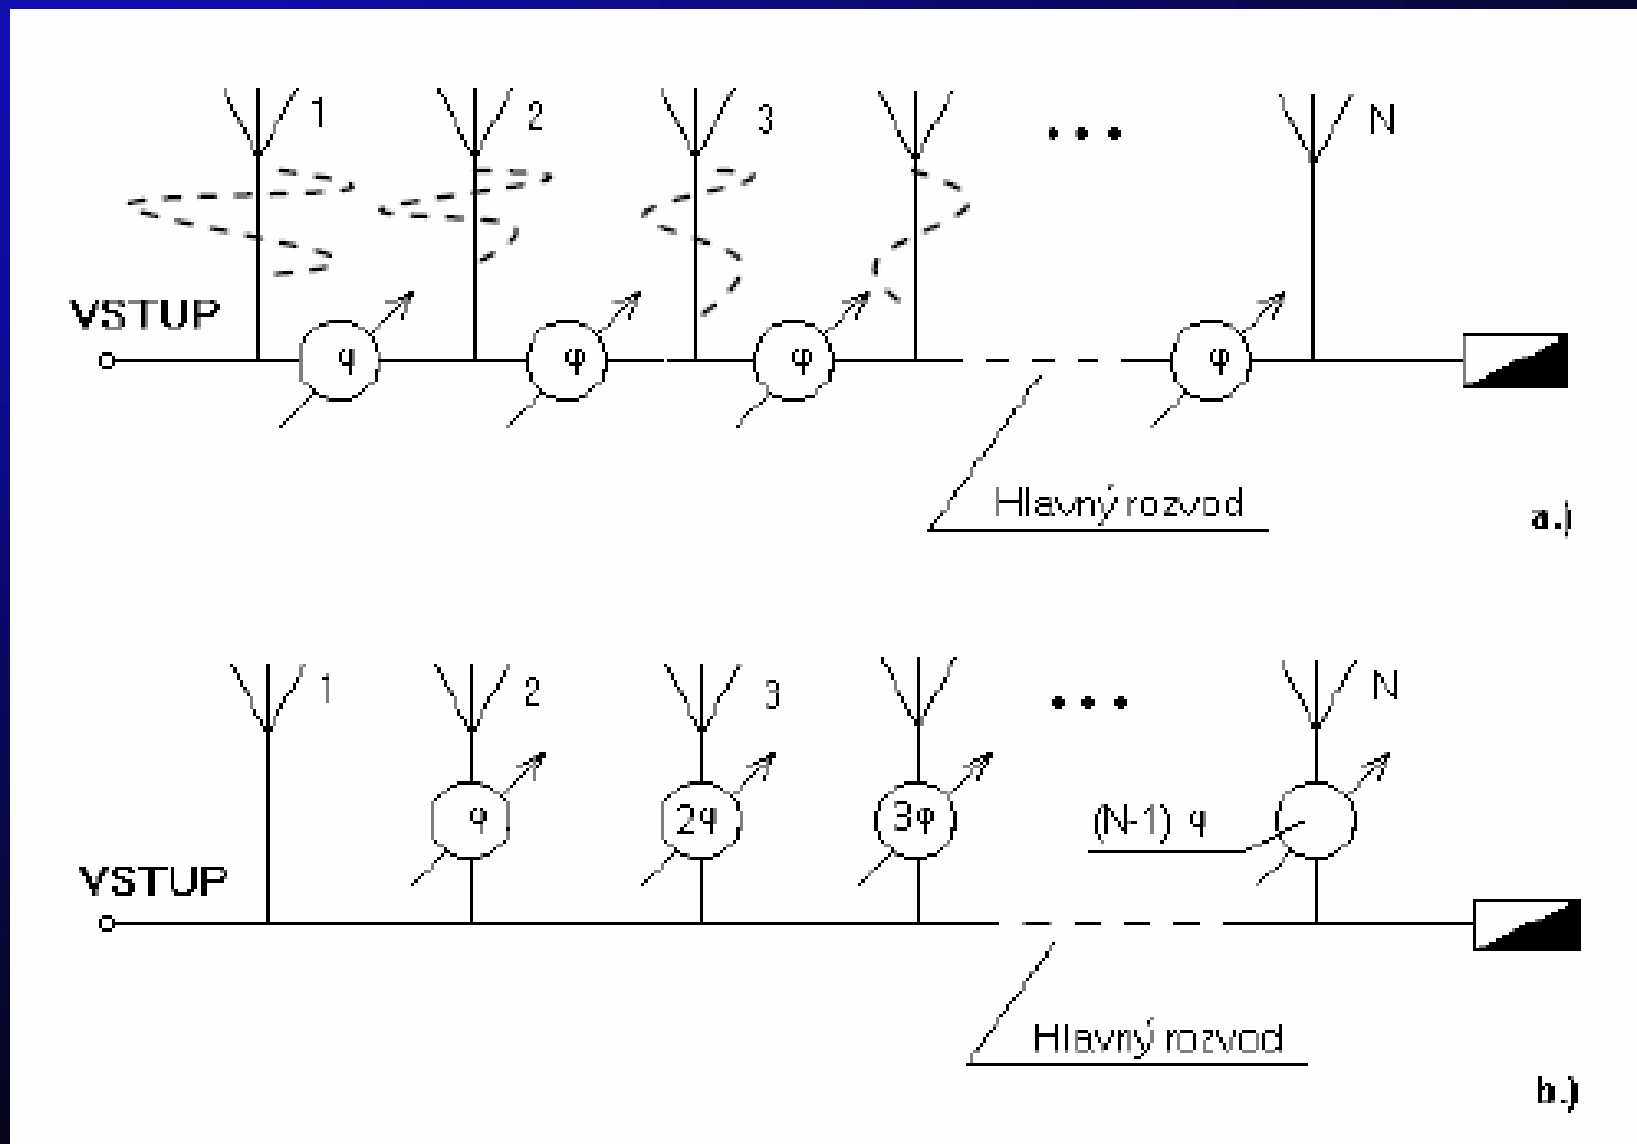 1 2 3 N
VSTUP
φ φ φ φ
Hlavný rozvod
a.)
1 2 3 N
φ 2φ 3φ (N-1) φ
VSTUP
Hlavný rozvod
b.)